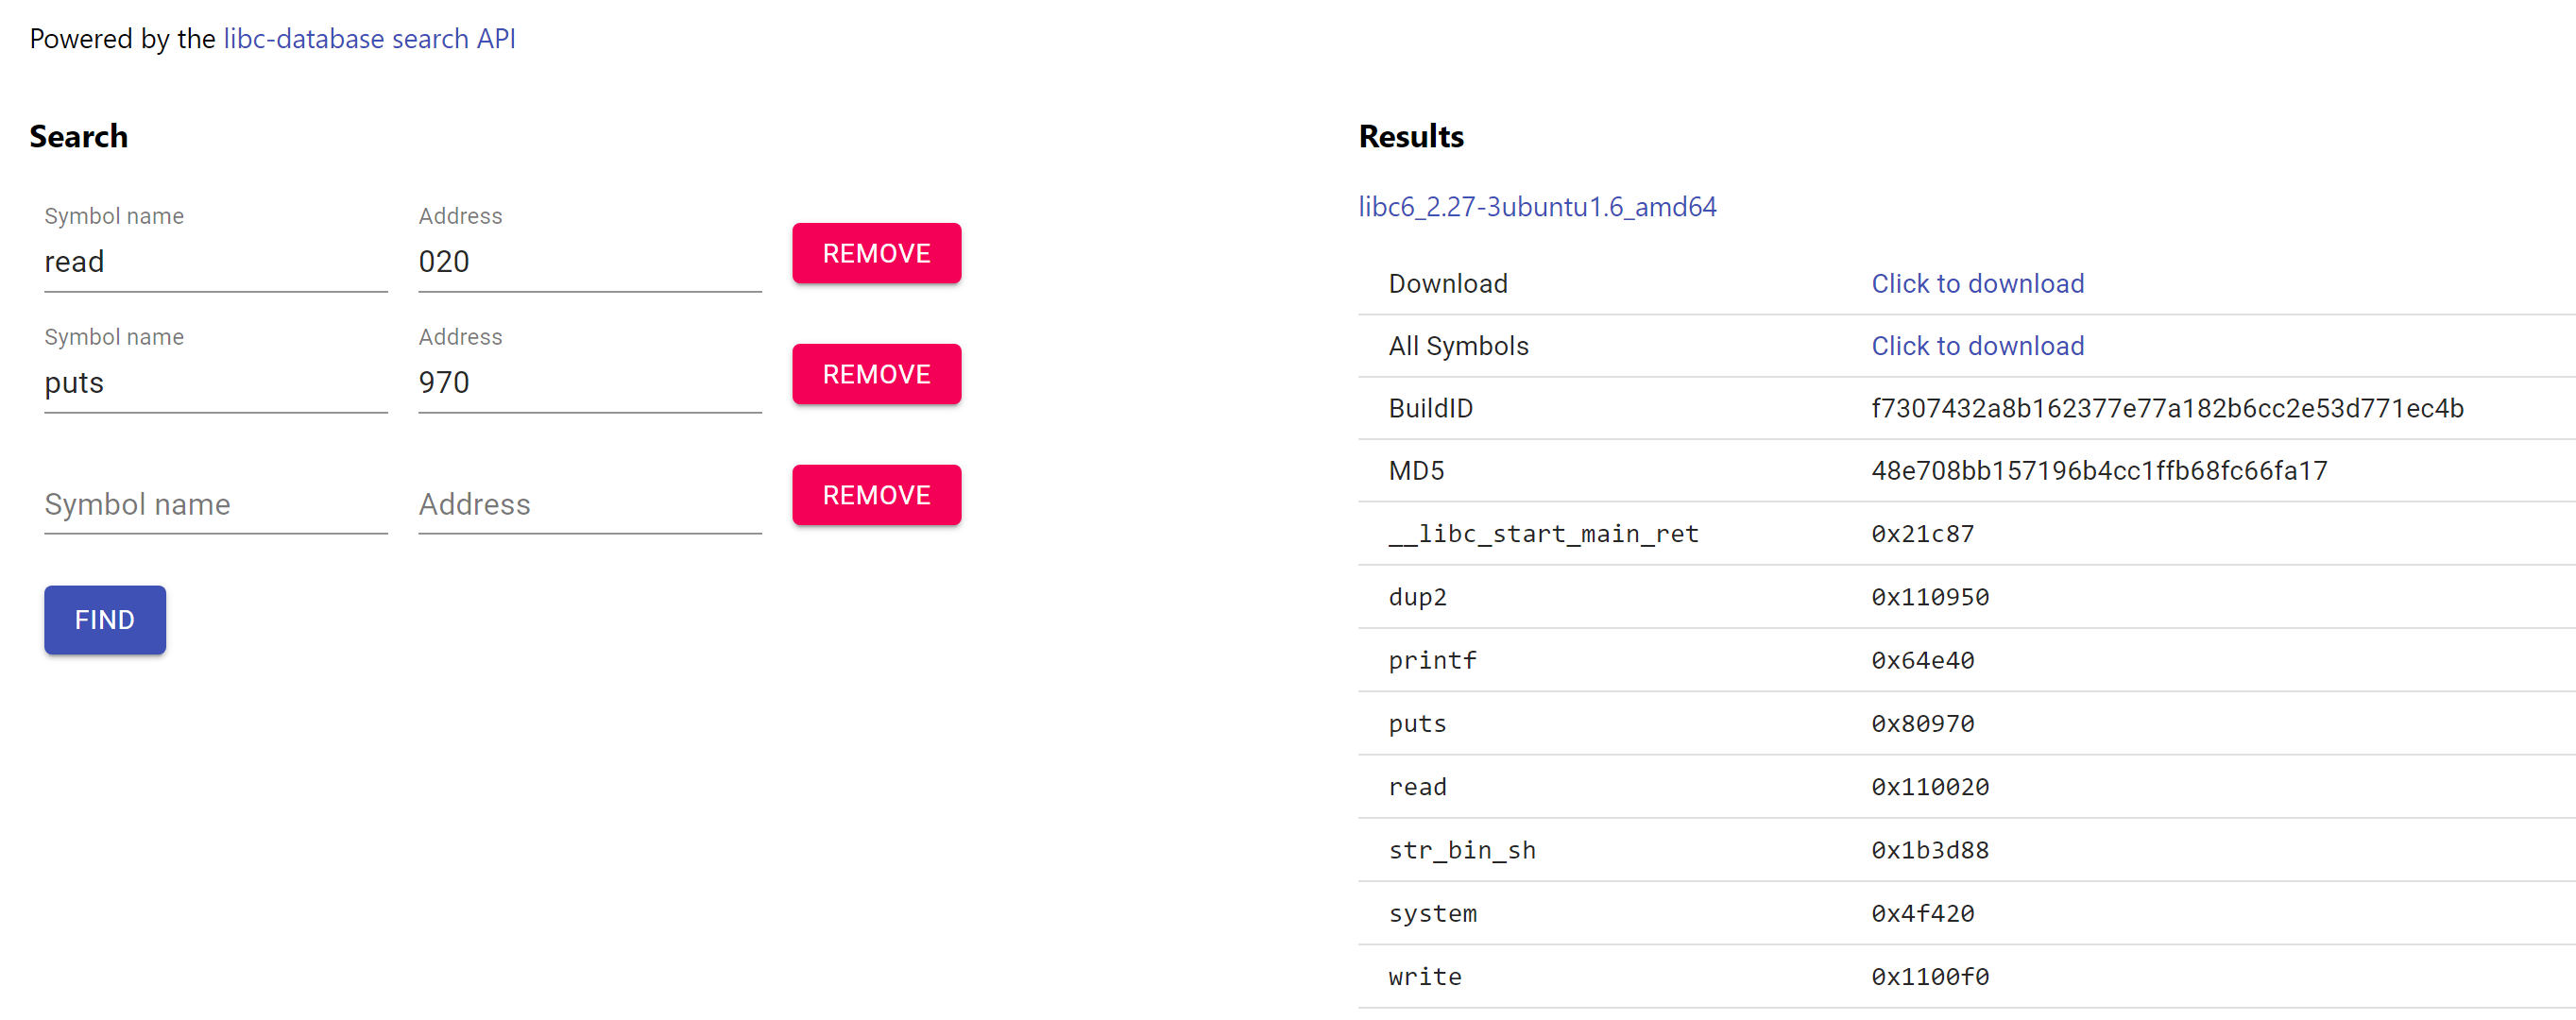 Powered by the libc-database search API
Search
Symbol name Address
read 020 REMOVE
Symbol name Address
puts 970 REMOVE
Symbol name Address REMOVE
FIND
Results
libc6_2.27-3ubuntu1.6_amd64
Download Click to download
All Symbols Click to download
BuildID f7307432a8b162377e77a182b6cc2e53d771ec4b
MD5 48e708bb157196b4cc1ffb68fc66fa17
__libc_start_main_ret 0x21c87
dup2 0x110950
printf 0x64e40
puts 0x80970
read 0x110020
str_bin_sh 0x1b3d88
system 0x4f420
write 0x1100f0